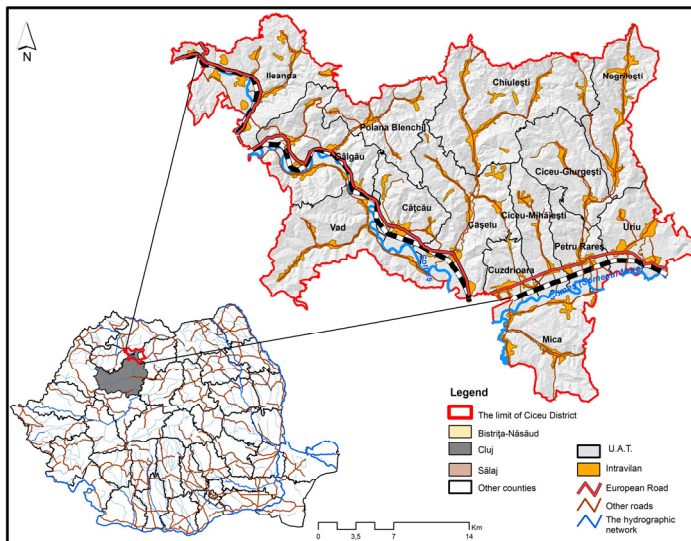 N
Ileanda
Chiuleşti
Negrileşti
Poiana Blenchii
Gâlgău
Ciceu-Giurgeşti
Căţcău
Ciceu-Mihăieşti
Căşeiu
Vad
Uriu
Petru Rareş
Cuzdrioara
Someş
Mica
Legend
The limit of Ciceu District
Bistriţa-Năsăud
Cluj
Sălaj
Other counties
U.A.T.
Intravilan
European Road
Other roads
The hydrographic
network
Km
0 3,5 7 14